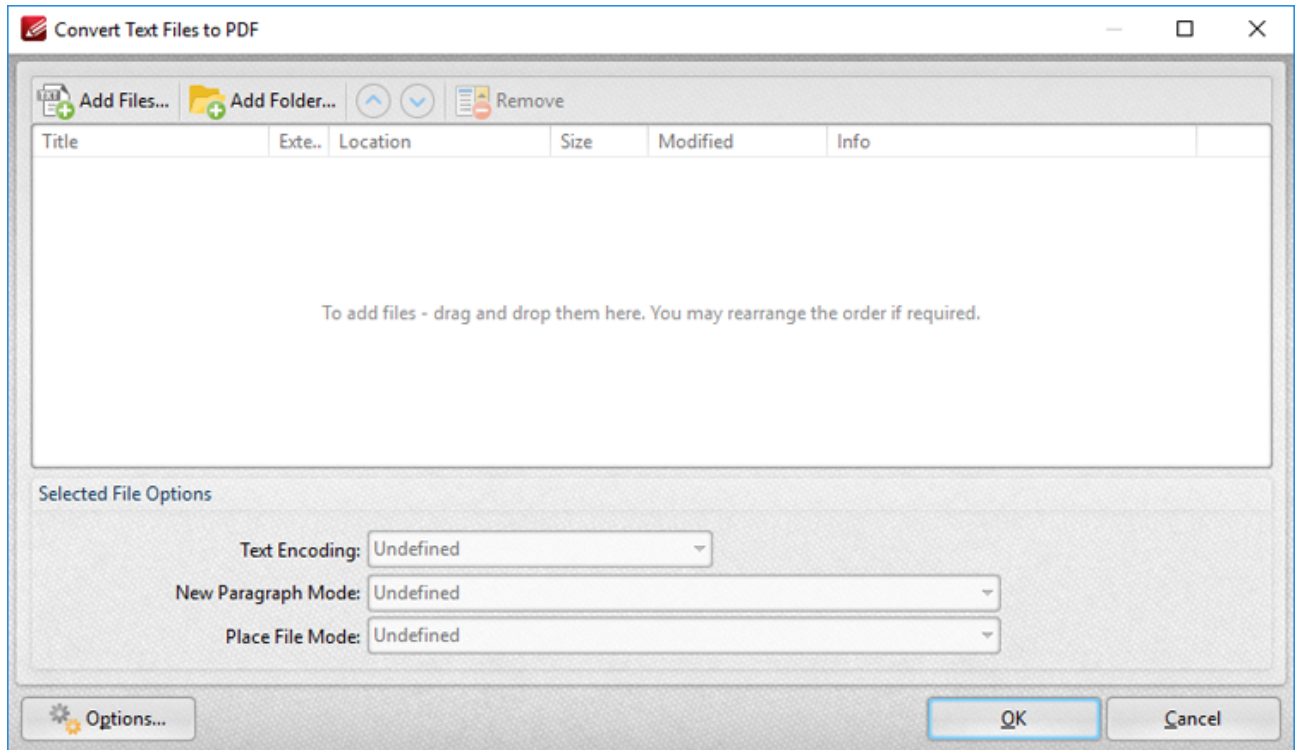 Convert Text Files to PDF
TXT Add Files... Add Folder... Remove
Title Exte.. Location Size Modified Info
To add files - drag and drop them here. You may rearrange the order if required.
Selected File Options
Text Encoding: Undefined
New Paragraph Mode: Undefined
Place File Mode: Undefined
Options... OK Cancel